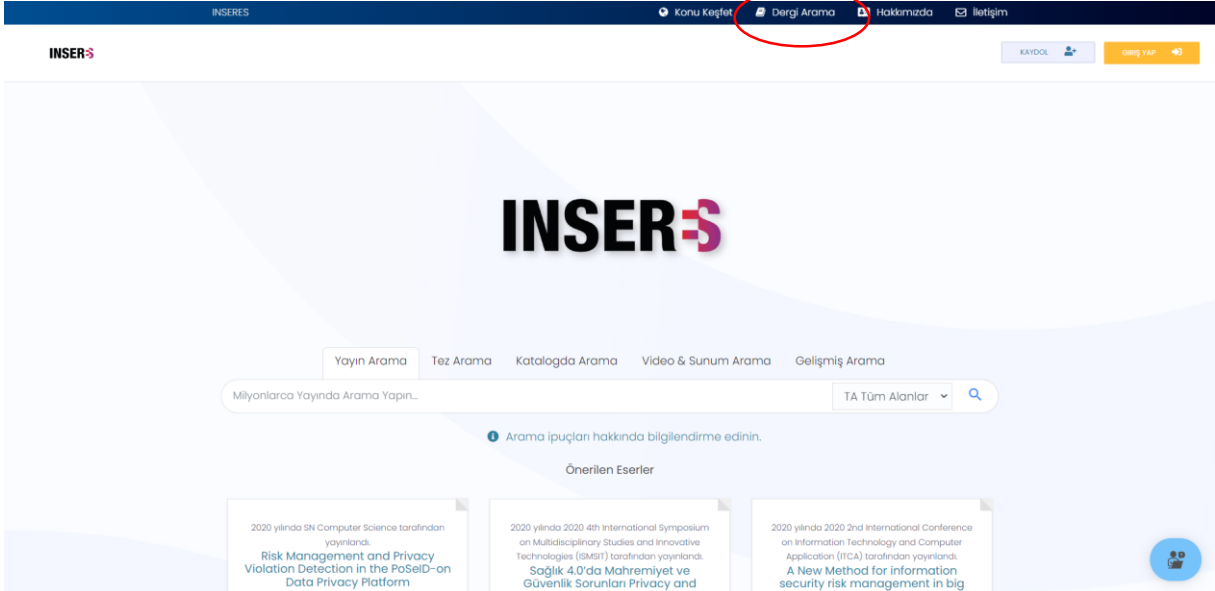 INSERES
Konu Keşfet
Dergi Arama
Hakkımızda
İletişim
INSERES
KAYDOL
GİRİŞ YAP
INSERES
Yayın Arama
Tez Arama
Katalogda Arama
Video & Sunum Arama
Gelişmiş Arama
Milyonlarca Yayında Arama Yapın...
TA Tüm Alanlar
Arama ipuçları hakkında bilgilendirme edinin.
Önerilen Eserler
2020 yılında SN Computer Science tarafından
yayınlandı.
Risk Management and Privacy
Violation Detection in the PoSeID-on
Data Privacy Platform
2020 yılında 2020 4th International Symposium
on Multidisciplinary Studies and Innovative
Technologies (ISMSIT) tarafından yayınlandı.
Sağlık 4.0'da Mahremiyet ve
Güvenlik Sorunları Privacy and
2020 yılında 2020 2nd International Conference
on Information Technology and Computer
Application (ITCA) tarafından yayınlandı.
A New Method for information
security risk management in big